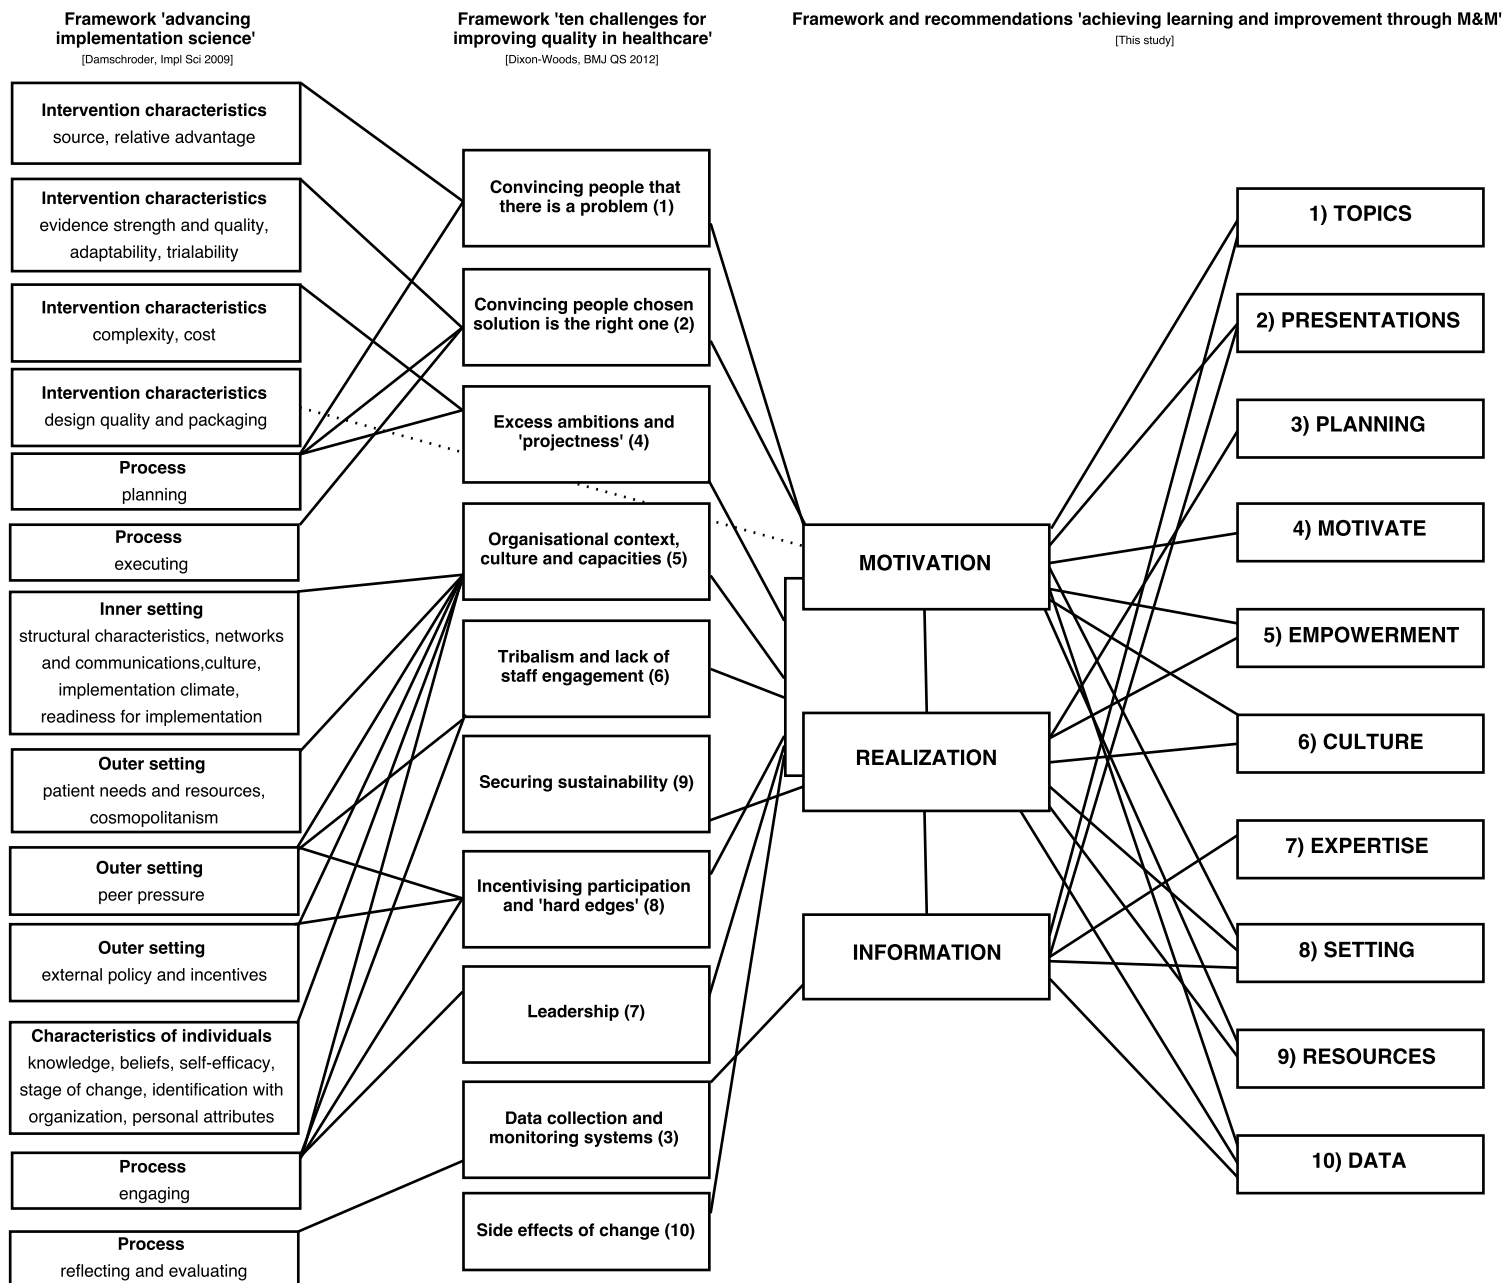 Framework 'advancing
implementation science'
[Damschroder, Impl Sci 2009]
Intervention characteristics
source, relative advantage
Intervention characteristics
evidence strength and quality,
adaptability, trialability
Intervention characteristics
complexity, cost
Intervention characteristics
design quality and packaging
Process
planning
Process
executing
Inner setting
structural characteristics, networks
and communications,culture,
implementation climate,
readiness for implementation
Outer setting
patient needs and resources,
cosmopolitanism
Outer setting
peer pressure
Outer setting
external policy and incentives
Characteristics of individuals
knowledge, beliefs, self-efficacy,
stage of change, identification with
organization, personal attributes
Process
engaging
Process
reflecting and evaluating
Framework 'ten challenges for
improving quality in healthcare'
[Dixon-Woods, BMJ QS 2012]
Convincing people that
there is a problem (1)
Convincing people chosen
solution is the right one (2)
Excess ambitions and
'projectness' (4)
Organisational context,
culture and capacities (5)
Tribalism and lack of
staff engagement (6)
Securing sustainability (9)
Incentivising participation
and 'hard edges' (8)
Leadership (7)
Data collection and
monitoring systems (3)
Side effects of change (10)
Framework and recommendations 'achieving learning and improvement through M&M'
[This study]
MOTIVATION
REALIZATION
INFORMATION
1) TOPICS
2) PRESENTATIONS
3) PLANNING
4) MOTIVATE
5) EMPOWERMENT
6) CULTURE
7) EXPERTISE
8) SETTING
9) RESOURCES
10) DATA